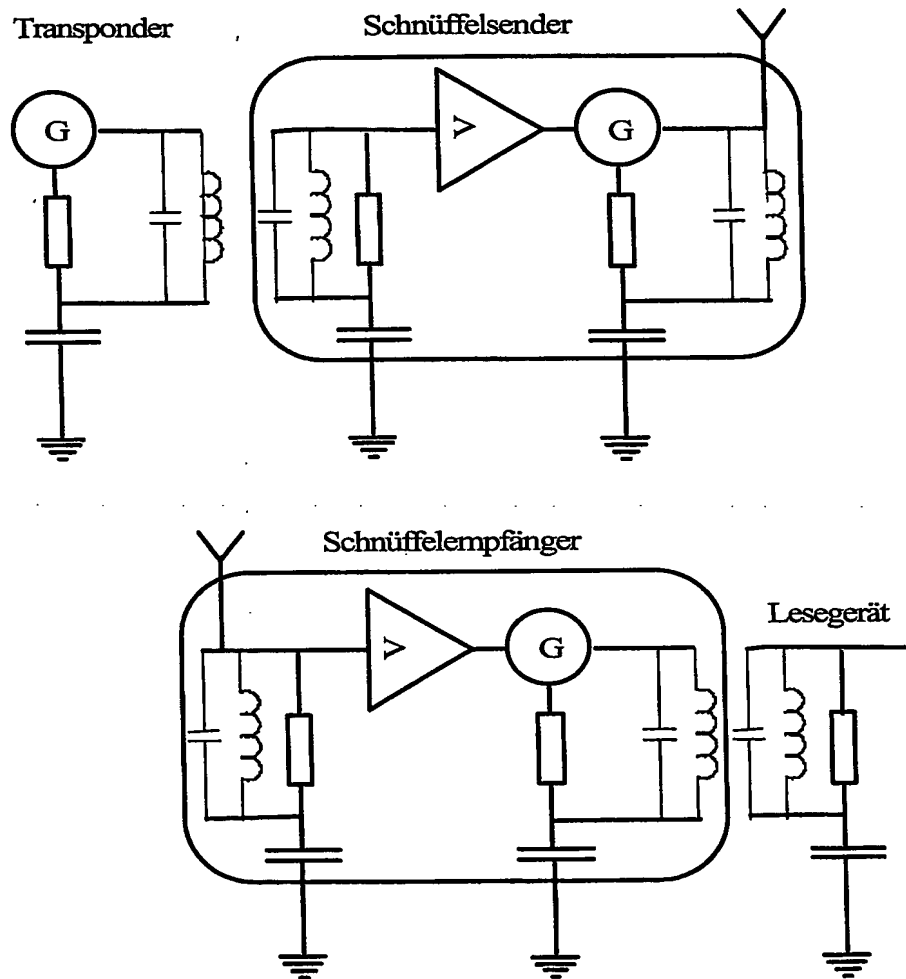 Transponder
Schnüffelsender
G
V
G
Schnüffelempfänger
Lesegerät
V
G